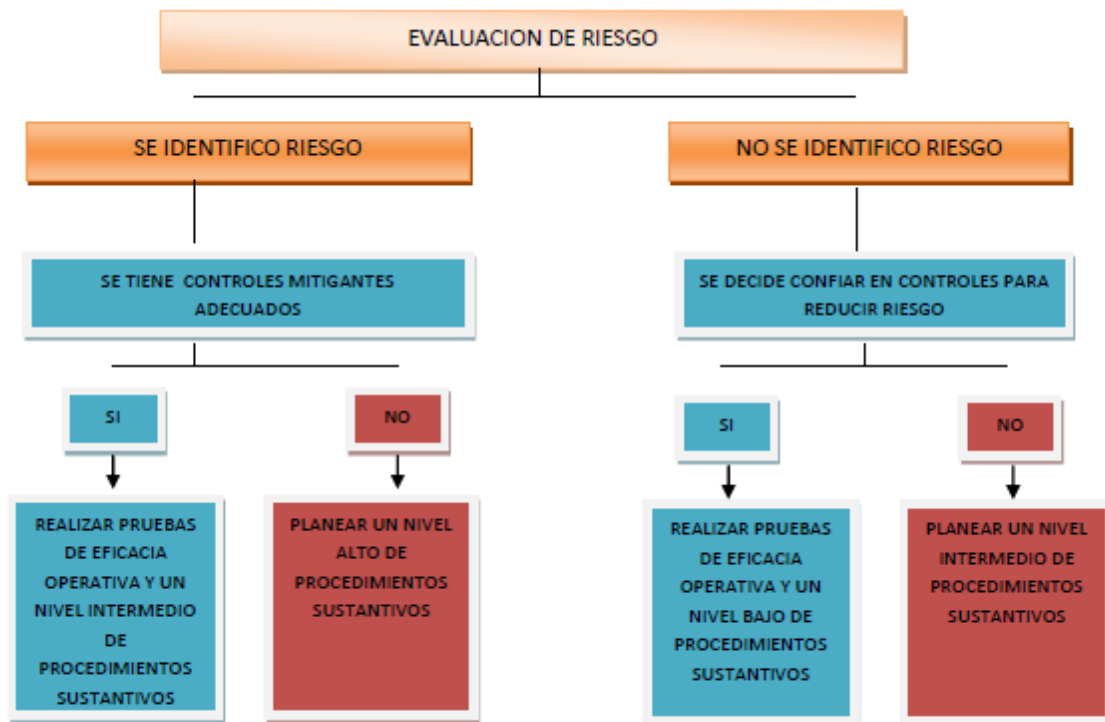 EVALUACION DE RIESGO
SE IDENTIFICO RIESGO
NO SE IDENTIFICO RIESGO
SE TIENE CONTROLES MITIGANTES
ADECUADOS
SE DECIDE CONFIAR EN CONTROLES PARA
REDUCIR RIESGO
SI
NO
SI
NO
REALIZAR PRUEBAS
DE EFICACIA
OPERATIVA Y UN
NIVEL INTERMEDIO
DE
PROCEDIMIENTOS
SUSTANTIVOS
PLANEAR UN NIVEL
ALTO DE
PROCEDIMIENTOS
SUSTANTIVOS
REALIZAR PRUEBAS
DE EFICACIA
OPERATIVA Y UN
NIVEL BAJO DE
PROCEDIMIENTOS
SUSTANTIVOS
PLANEAR UN NIVEL
INTERMEDIO DE
PROCEDIMIENTOS
SUSTANTIVOS